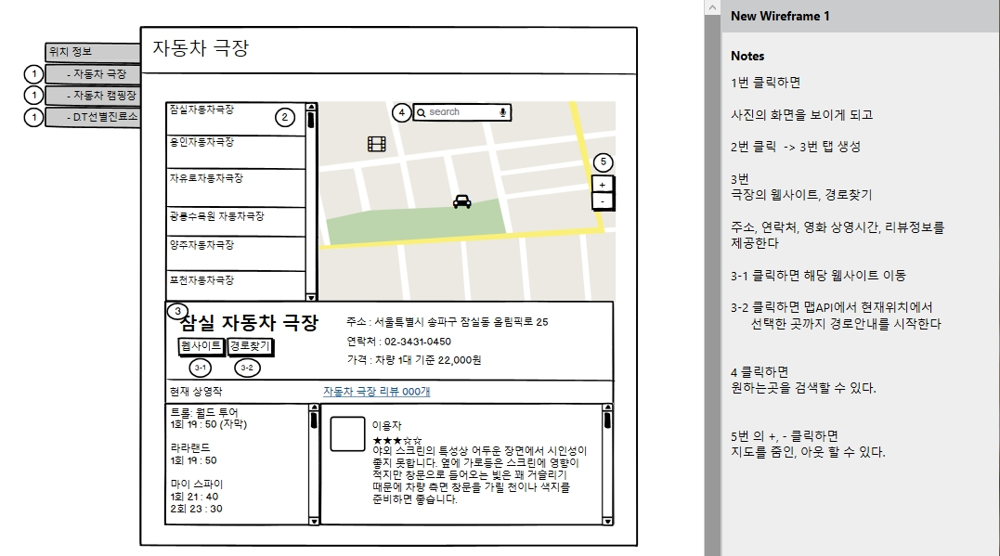 자동차 극장
위치 정보
1 - 자동차 극장
1 - 자동차 캠핑장
1 - D.T선별진료소
잠실자동차극장
2
용인자동차극장
자유로자동차극장
광릉수목원 자동차극장
양주자동차극장
포천자동차극장
4 search
5
+
-
3
잠실 자동차 극장
웹사이트 경로찾기
3-1 3-2
주소 : 서울특별시 송파구 잠실동 올림픽로 25
연락처 : 02-3431-0450
가격 : 차량 1대 기준 22,000원
현재 상영작
자동차 극장 리뷰 000개
트롤: 월드 투어
1회 19 : 50 (자막)
라라랜드
1회 19 : 50
마이 스파이
1회 21 : 40
2회 23 : 30
이용자
★★★☆☆
야외 스크린의 특성상 어두운 장면에서 시인성이
좋지 못합니다. 옆에 가로등은 스크린에 영향이
적지만 창문으로 들어오는 빛은 꽤 거슬리기
때문에 차량 측면 창문을 가릴 천이나 색지를
준비하면 좋습니다.
New Wireframe 1
Notes
1번 클릭하면
사진의 화면을 보이게 되고
2번 클릭 -> 3번 탭 생성
3번
극장의 웹사이트, 경로찾기
주소, 연락처, 영화 상영시간, 리뷰정보를
제공한다
3-1 클릭하면 해당 웹사이트 이동
3-2 클릭하면 맵API에서 현재위치에서
선택한 곳까지 경로안내를 시작한다
4 클릭하면
원하는곳을 검색할 수 있다.
5번 의 +, - 클릭하면
지도를 줌인, 아웃 할 수 있다.